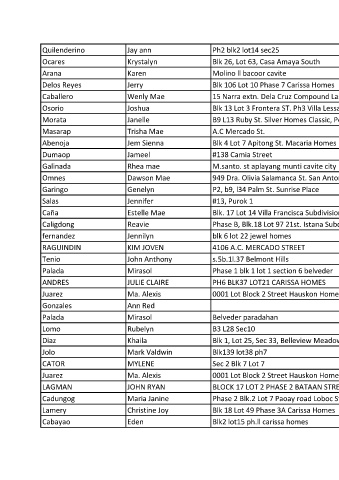 Quilenderino Jay ann Ph2 blk2 lot14 sec25
Ocares Krystalyn Blk 26, Lot 63, Casa Amaya South
Arana Karen Molino ll bacoor cavite
Delos Reyes Jerry Blk 106 Lot 10 Phase 7 Carissa Homes
Caballero Wenly Mae 15 Narra extn. Dela Cruz Compound La
Osorio Joshua Blk 13 Lot 3 Frontera ST. Ph3 Villa Lessa
Morata Janelle B9 L13 Ruby St. Silver Homes Classic, P
Masarap Trisha Mae A.C Mercado St.
Abenoja Jem Sienna Blk 4 Lot 7 Apitong St. Macaria Homes
Dumaop Jameel #138 Camia Street
Galinada Rhea mae M.santo. st aplayang munti cavite city
Omnes Dawson Mae 949 Dra. Olivia Salamanca St. San Anto
Garingo Genelyn P2, b9, l34 Palm St. Sunrise Place
Salas Jennifer #13, Purok 1
Caña Estelle Mae Blk. 17 Lot 14 Villa Francisca Subdivision
Caligdong Reavie Phase B, Blk.18 Lot 97 21st. Istana Subd
fernandez Jennilyn blk 6 lot 22 jewel homes
RAGUINDIN KIM JOVEN 4106 A.C. MERCADO STREET
Tenio John Anthony s.Sb.1l.37 Belmont Hills
Palada Mirasol Phase 1 blk 1 lot 1 section 6 belveder
ANDRES JULIE CLAIRE PH6 BLK37 LOT21 CARISSA HOMES
Juarez Ma. Alexis 0001 Lot Block 2 Street Hauskon Home
Gonzales Ann Red
Palada Mirasol Belveder paradahan
Lomo Rubelyn B3 L28 Sec10
Diaz Khaila Blk 1, Lot 25, Sec 33, Belleview Meadow
Jolo Mark Valdwin Blk139 lot38 ph7
CATOR MYLENE Sec 2 Blk 7 Lot 7
Juarez Ma. Alexis 0001 Lot Block 2 Street Hauskon Home
LAGMAN JOHN RYAN BLOCK 17 LOT 2 PHASE 2 BATAAN STRE
Cadungog Maria Janine Phase 2 Blk.2 Lot 7 Paoay road Loboc S
Lamery Christine Joy Blk 18 Lot 49 Phase 3A Carissa Homes
Cabayao Eden Blk2 lot15 ph.ll carissa homes